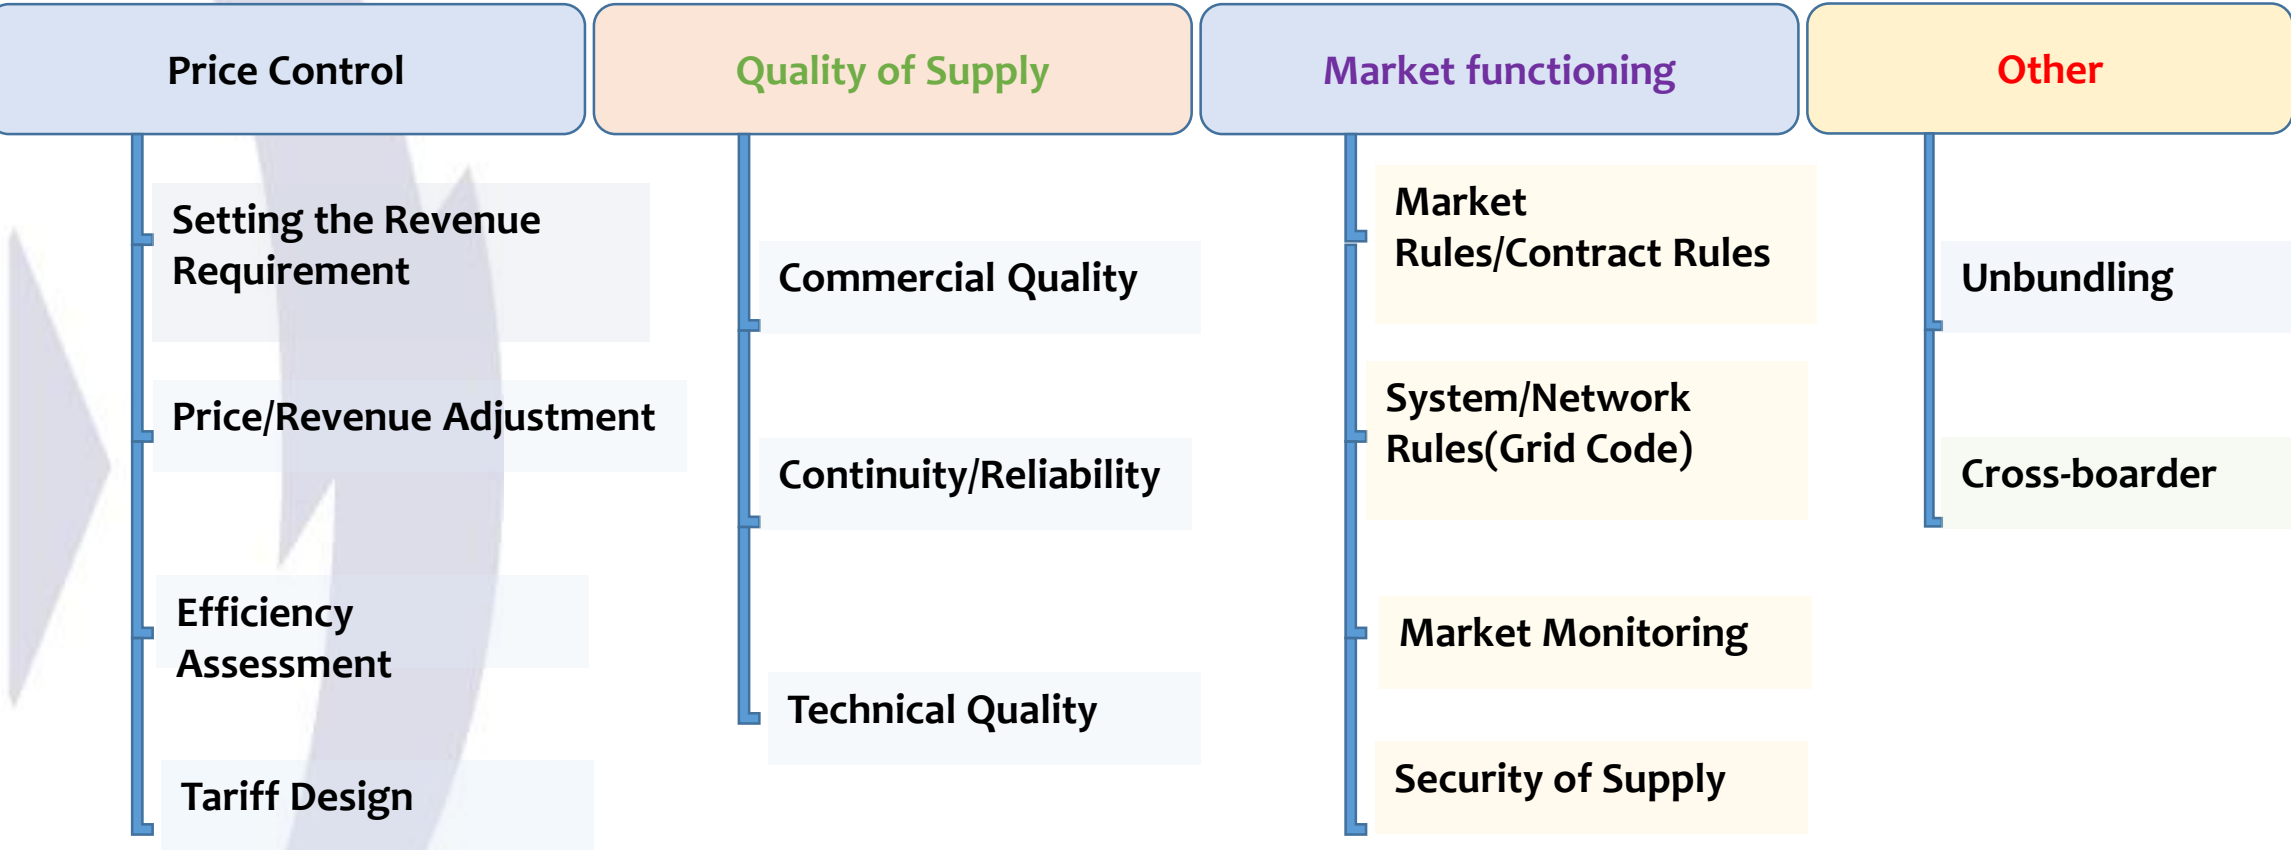 Price Control
Setting the Revenue
Requirement
Price/Revenue Adjustment
Efficiency
Assessment
Tariff Design
Quality of Supply
Commercial Quality
Continuity/Reliability
Technical Quality
Market functioning
Market
Rules/Contract Rules
System/Network
Rules(Grid Code)
Market Monitoring
Security of Supply
Other
Unbundling
Cross-boarder